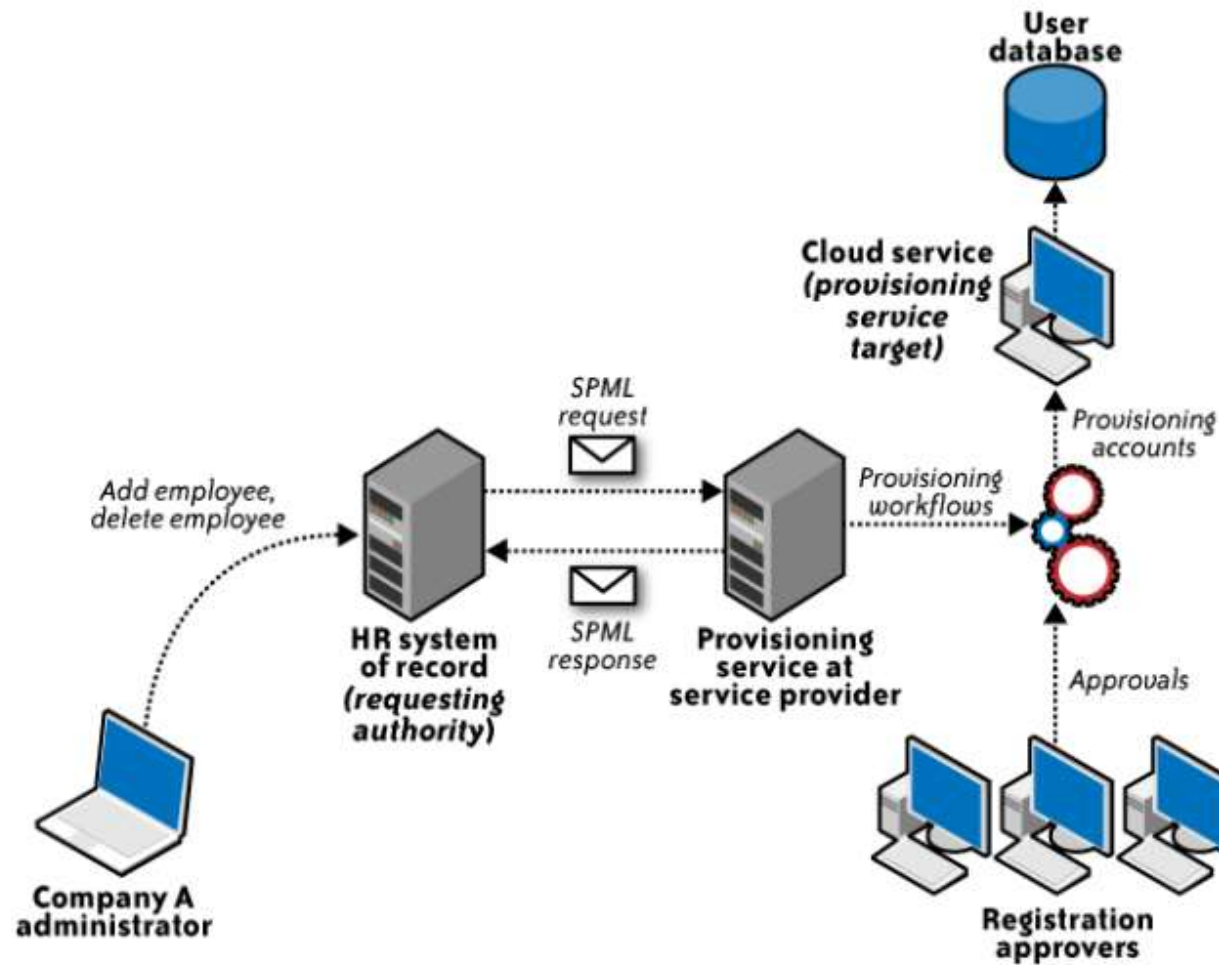 User
database
Cloud service
(provisioning
service
target)
SPML
request
Provisioning
accounts
Add employee,
delete employee
Provisioning
workflows
HR system
of record
(requesting
authority)
SPML
response
Provisioning
service at
service provider
Approvals
Company A
administrator
Registration
approvers